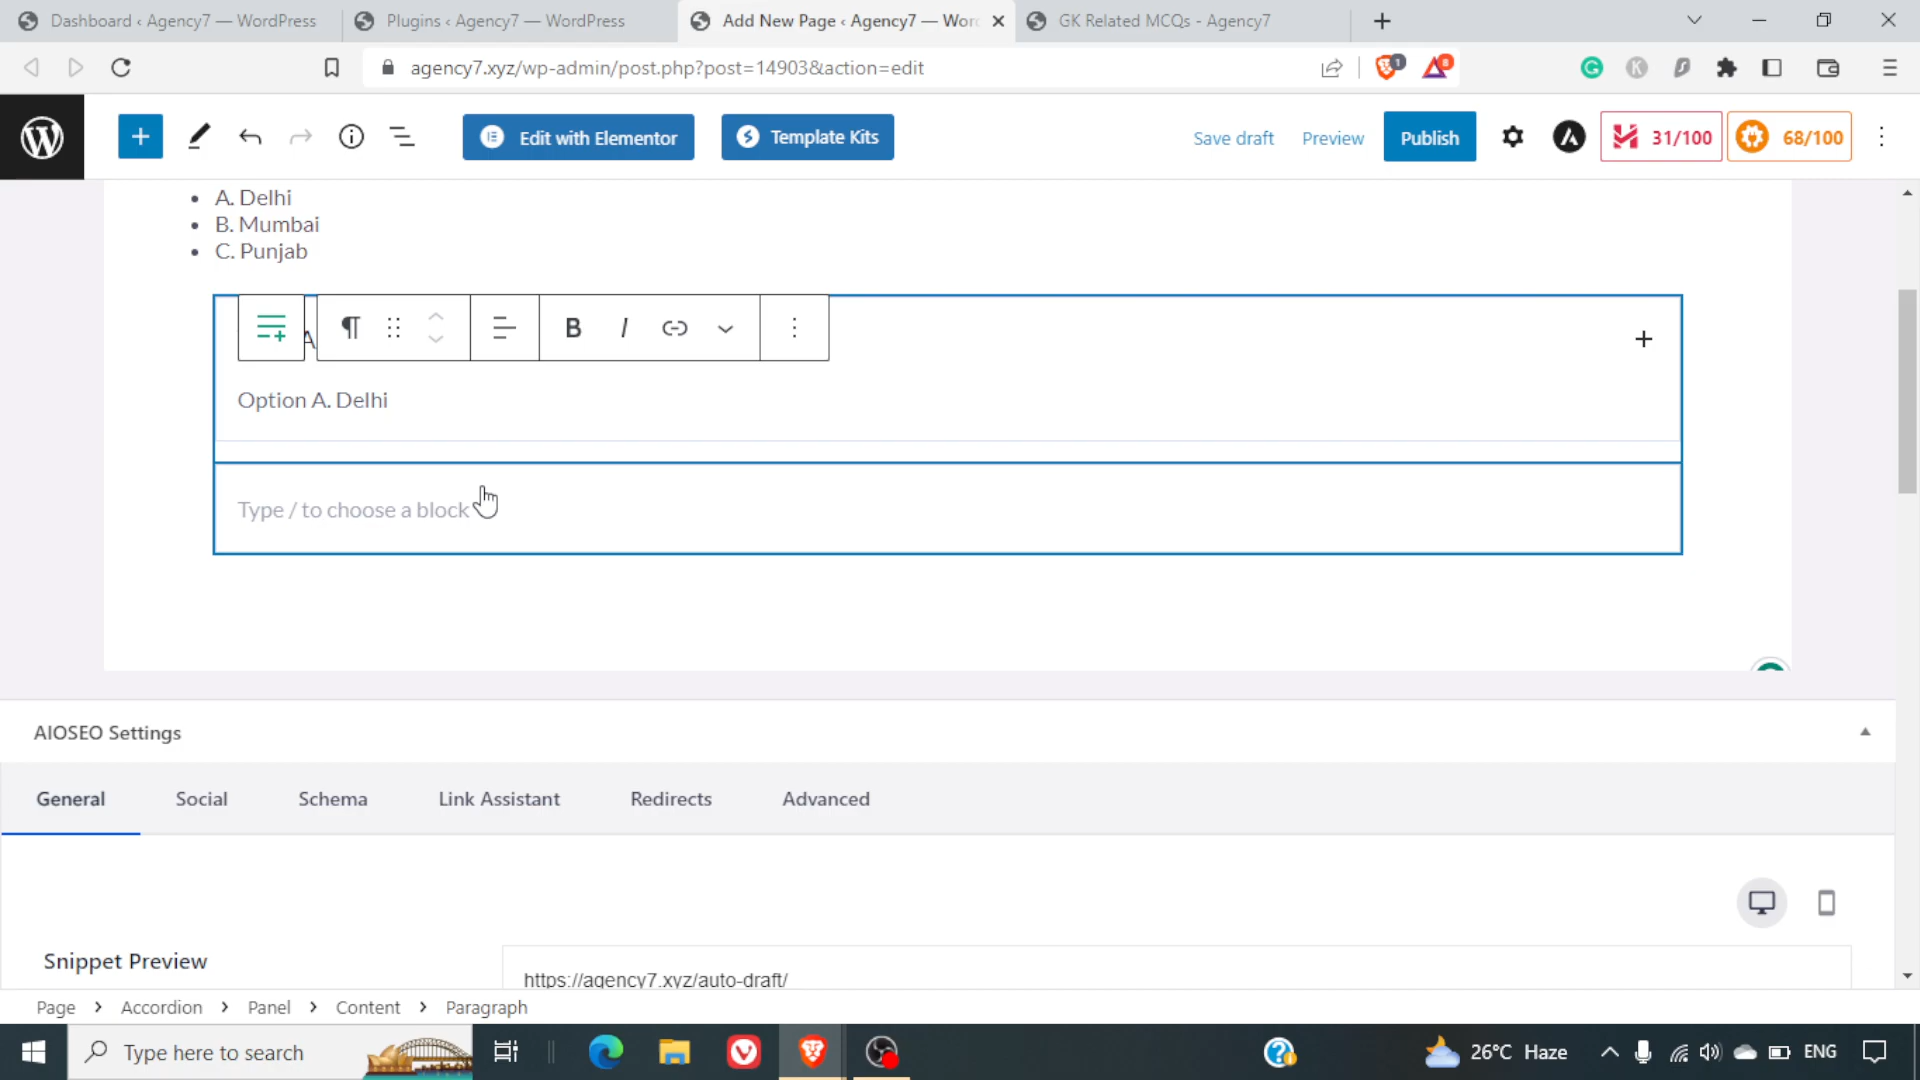 Dashboard ‹ Agency7 — WordPress
Plugins ‹ Agency7 — WordPress
Add New Page ‹ Agency7 — Wor
GK Related MCQs - Agency7
agency7.xyz/wp-admin/post.php?post=14903&action=edit
1
8
Edit with Elementor
Template Kits
Save draft
Preview
Publish
31/100
68/100
A. Delhi
B. Mumbai
C. Punjab
B I
A
Option A. Delhi
Type / to choose a block
AIOSEO Settings
General
Social
Schema
Link Assistant
Redirects
Advanced
Snippet Preview
https://agency7.xyz/auto-draft/
Page > Accordion > Panel > Content > Paragraph
Type here to search
26°C Haze
ENG